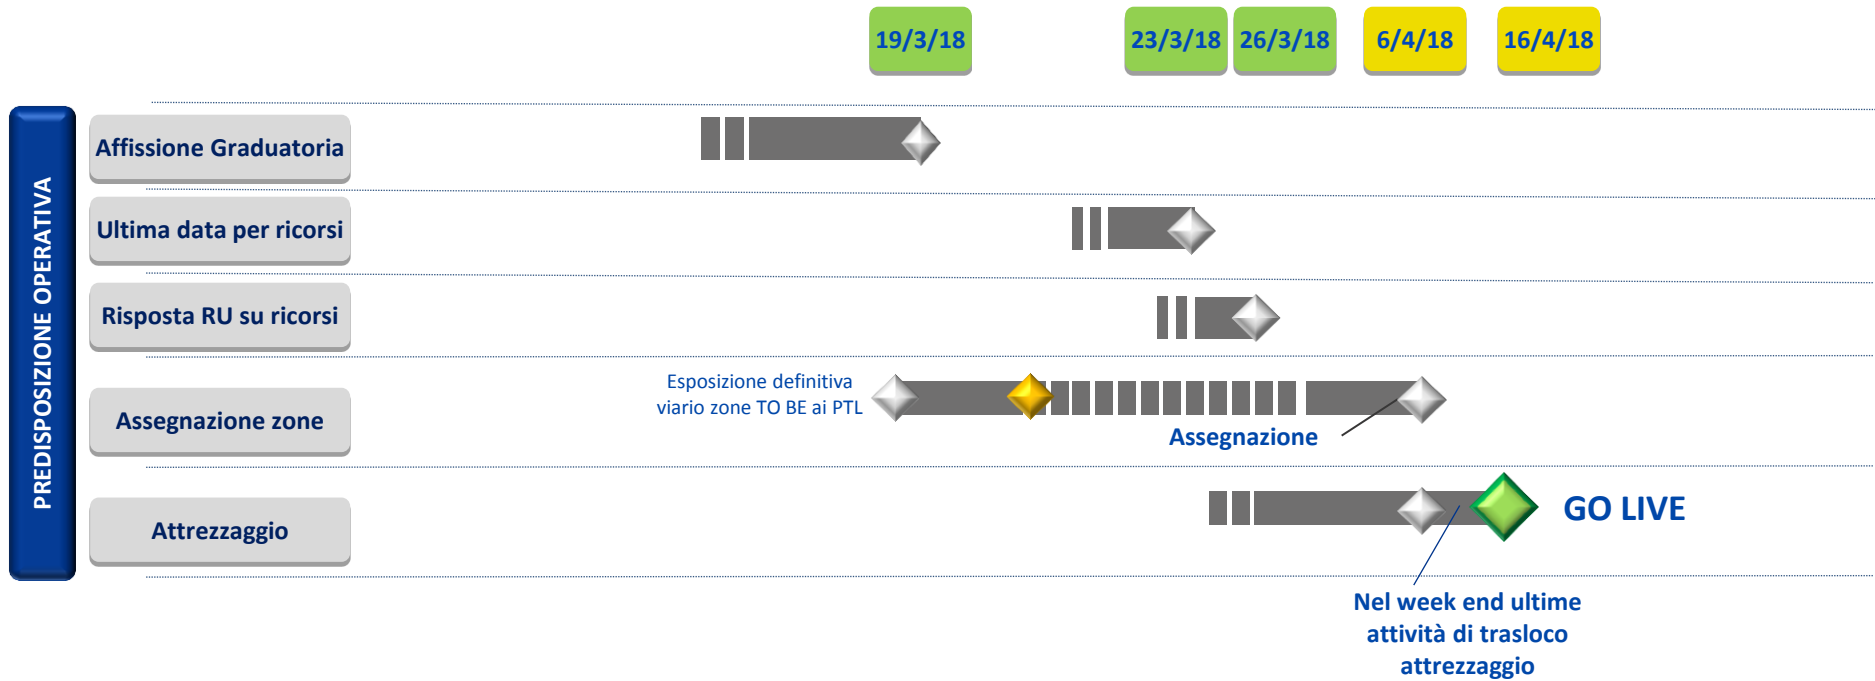 19/3/18
23/3/18
26/3/18
6/4/18
16/4/18
PREDISPOSIZIONE OPERATIVA
Affissione Graduatoria
Ultima data per ricorsi
Risposta RU su ricorsi
Esposizione definitiva
viario zone TO BE ai PTL
Assegnazione zone
Assegnazione
Attrezzaggio
GO LIVE
Nel week end ultime
attività di trasloco
attrezzaggio